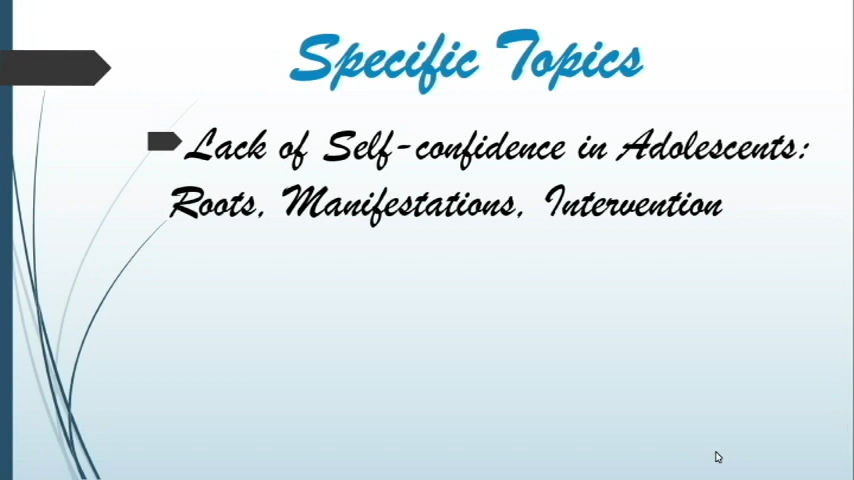 Specific Topics
Lack of Self-confidence in Adolescents:
Roots, Manifestations, Intervention